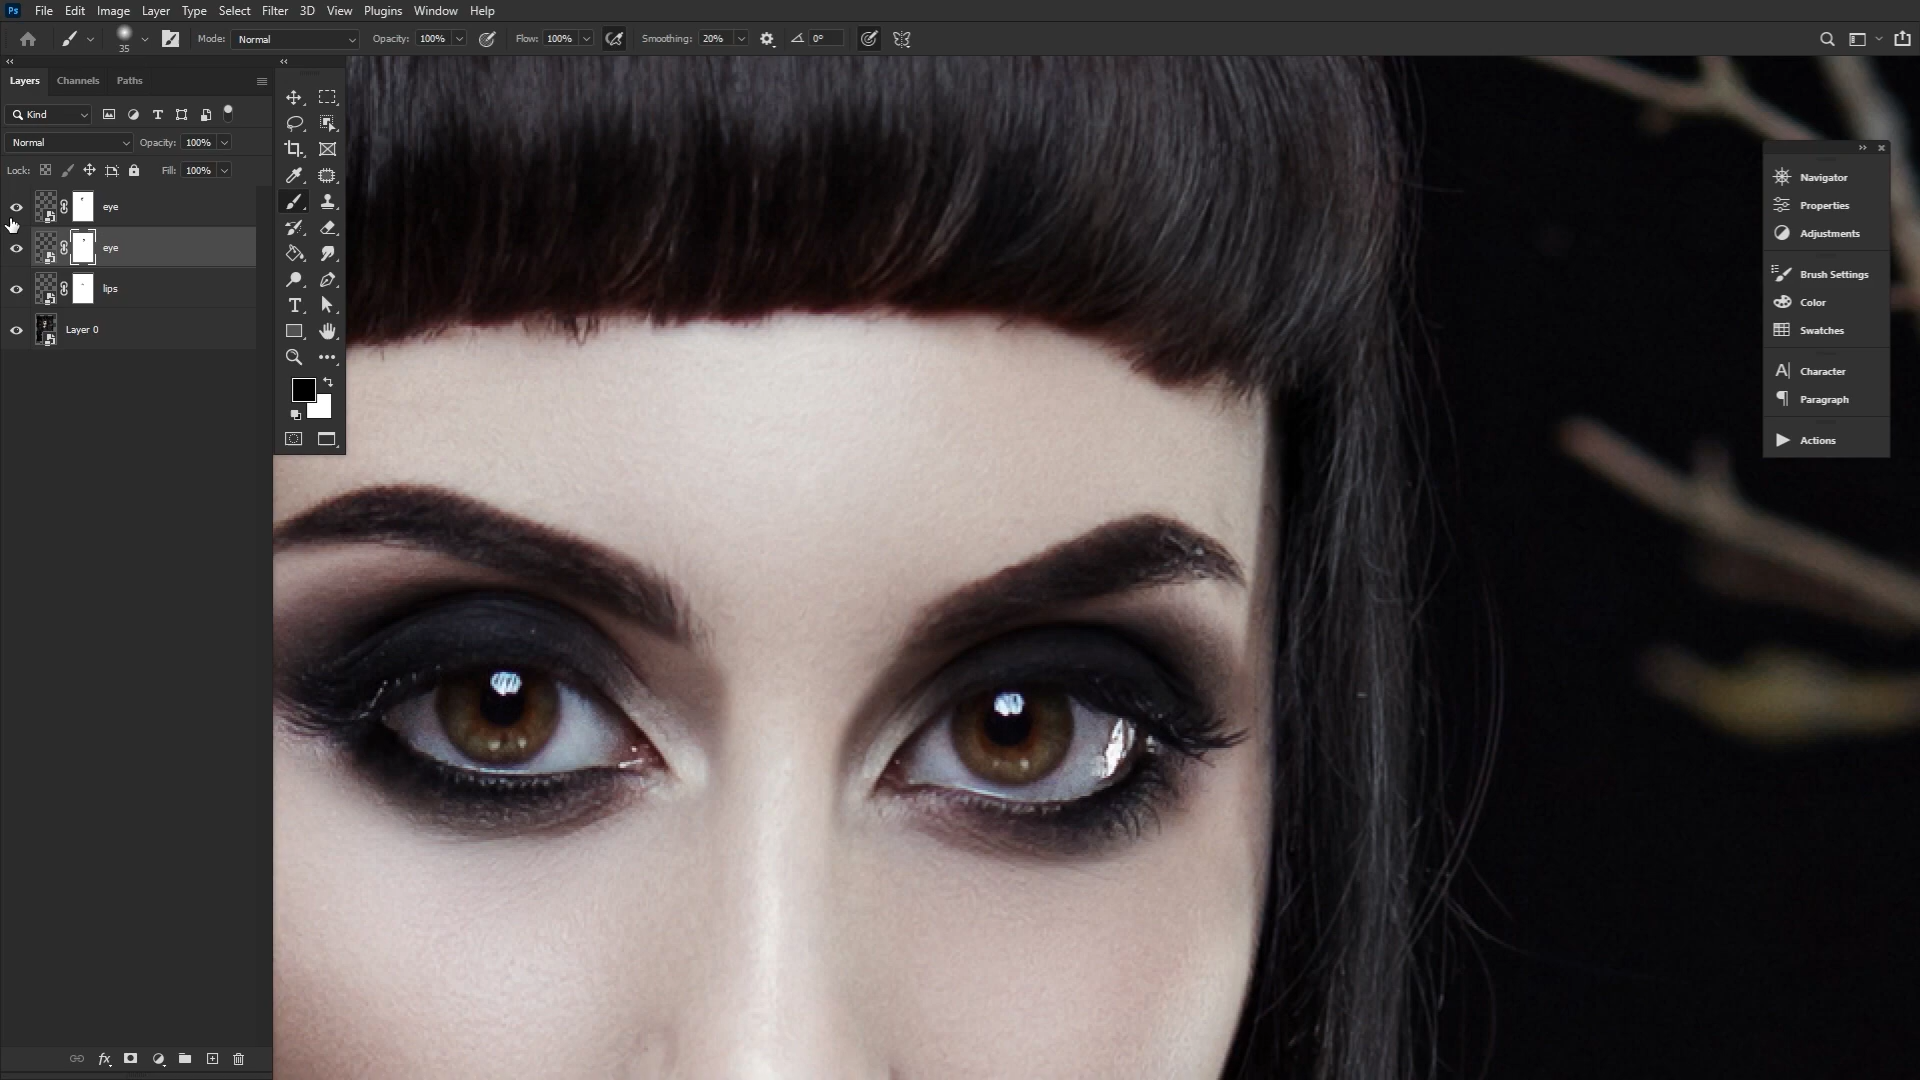 Ps File Edit Image Layer Type Select Filter 3D View Plugins Window Help
35 Mode: Normal Opacity: 100% Flow: 100% Smoothing: 20% 0°
Layers Channels Paths
Kind
Normal Opacity: 100%
Lock: Fill: 100%
eye
eye
lips
Layer 0
fx
T
Navigator
Properties
Adjustments
Brush Settings
Color
Swatches
A Character
Paragraph
Actions